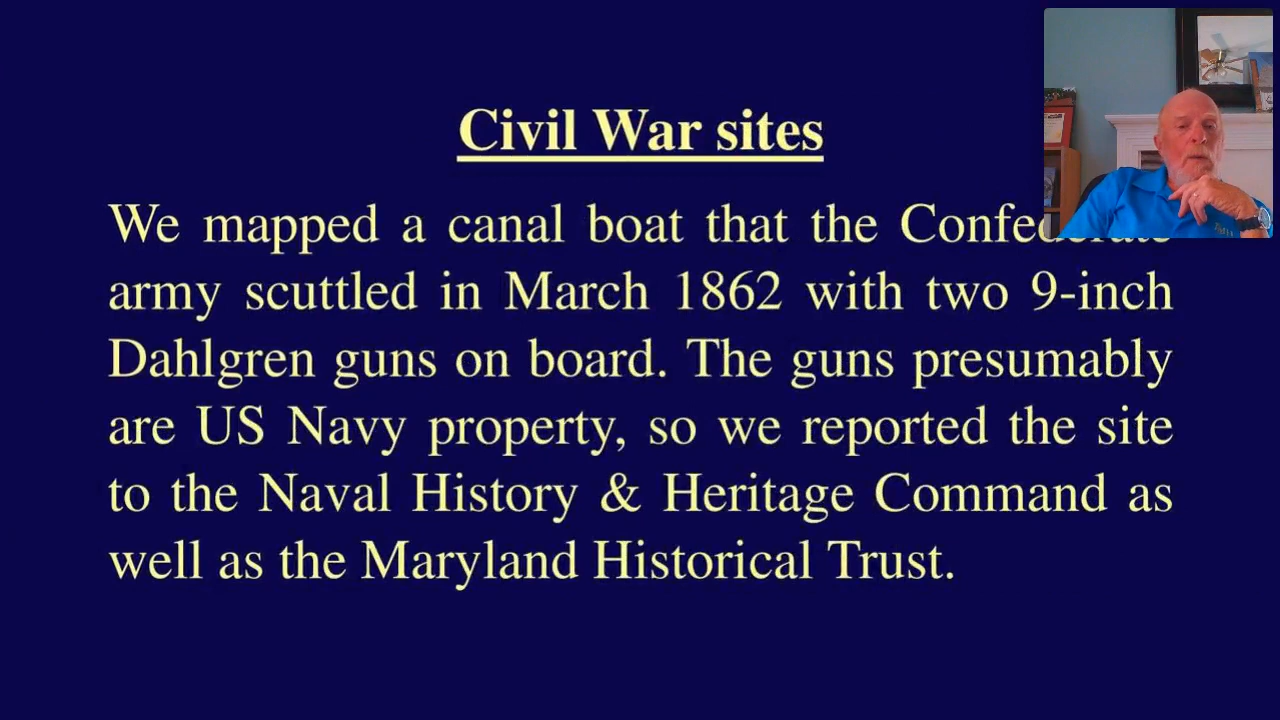 Civil War sites
We mapped a canal boat that the Confederate
army scuttled in March 1862 with two 9-inch
Dahlgren guns on board. The guns presumably
are US Navy property, so we reported the site
to the Naval History & Heritage Command as
well as the Maryland Historical Trust.